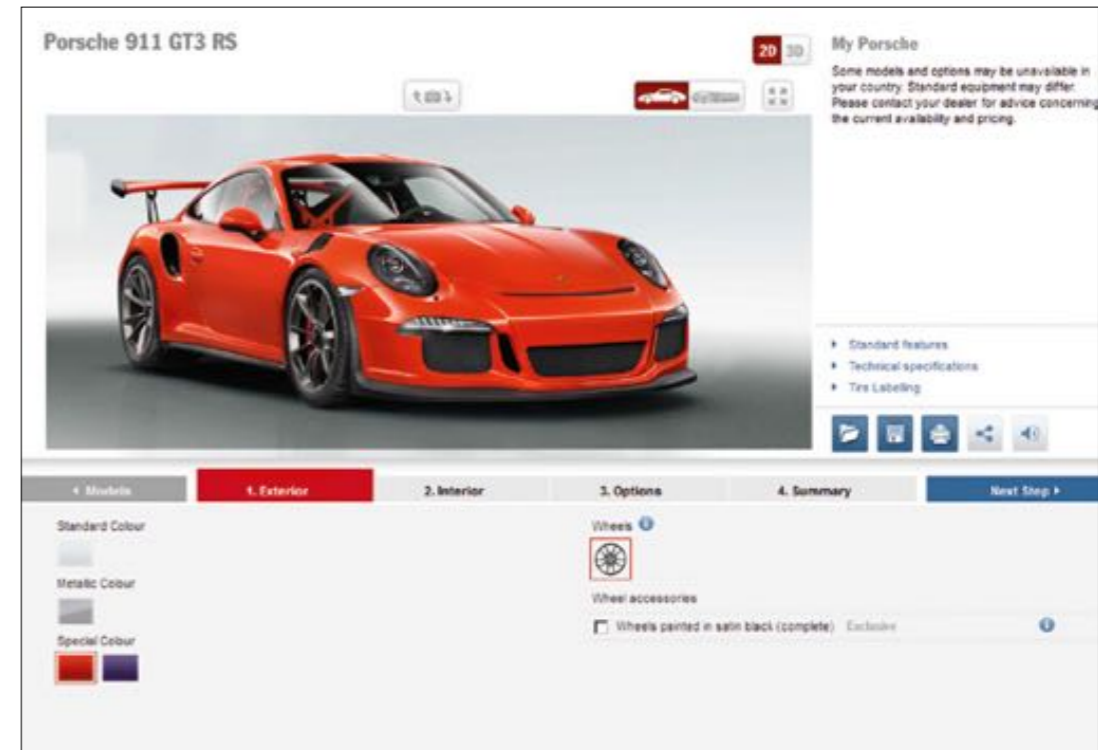 Porsche 911 GT3 RS
2D 3D
My Porsche
Some models and options may be unavailable in
your country. Standard equipment may differ.
Please contact your dealer for advice concerning
the current availability and pricing.
Standard features
Technical specifications
Tire Labeling
Models
1. Exterior
2. Interior
3. Options
4. Summary
Next Step
Standard Colour
Metallic Colour
Special Colour
Wheels
Wheel accessories
Wheels painted in satin black (complete) Exclusive